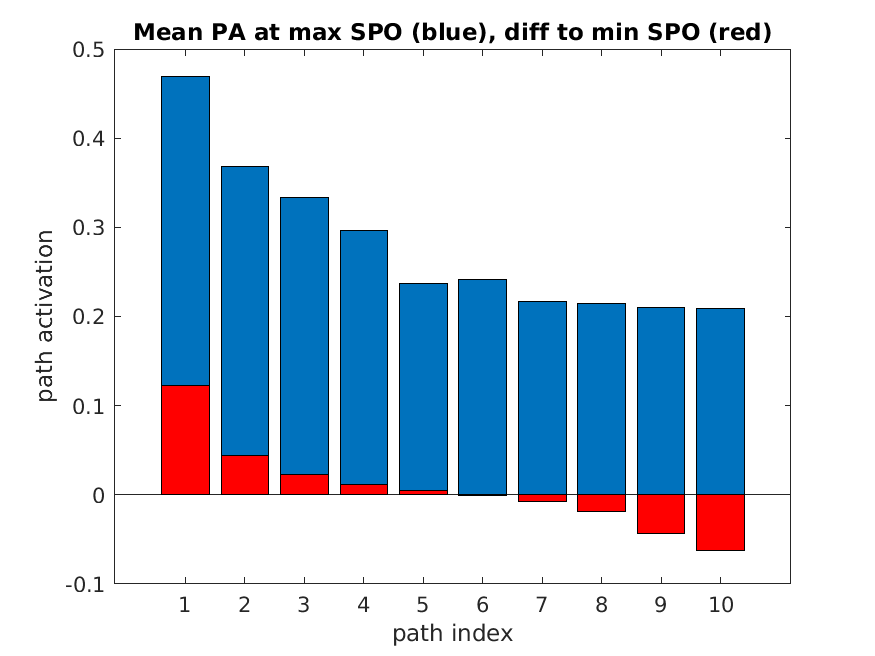 Mean PA at max SPO (blue), diff to min SPO (red)
0.5
0.4
0.3
0.2
0.1
0
-0.1
path activation
1 2 3 4 5 6 7 8 9 10
path index